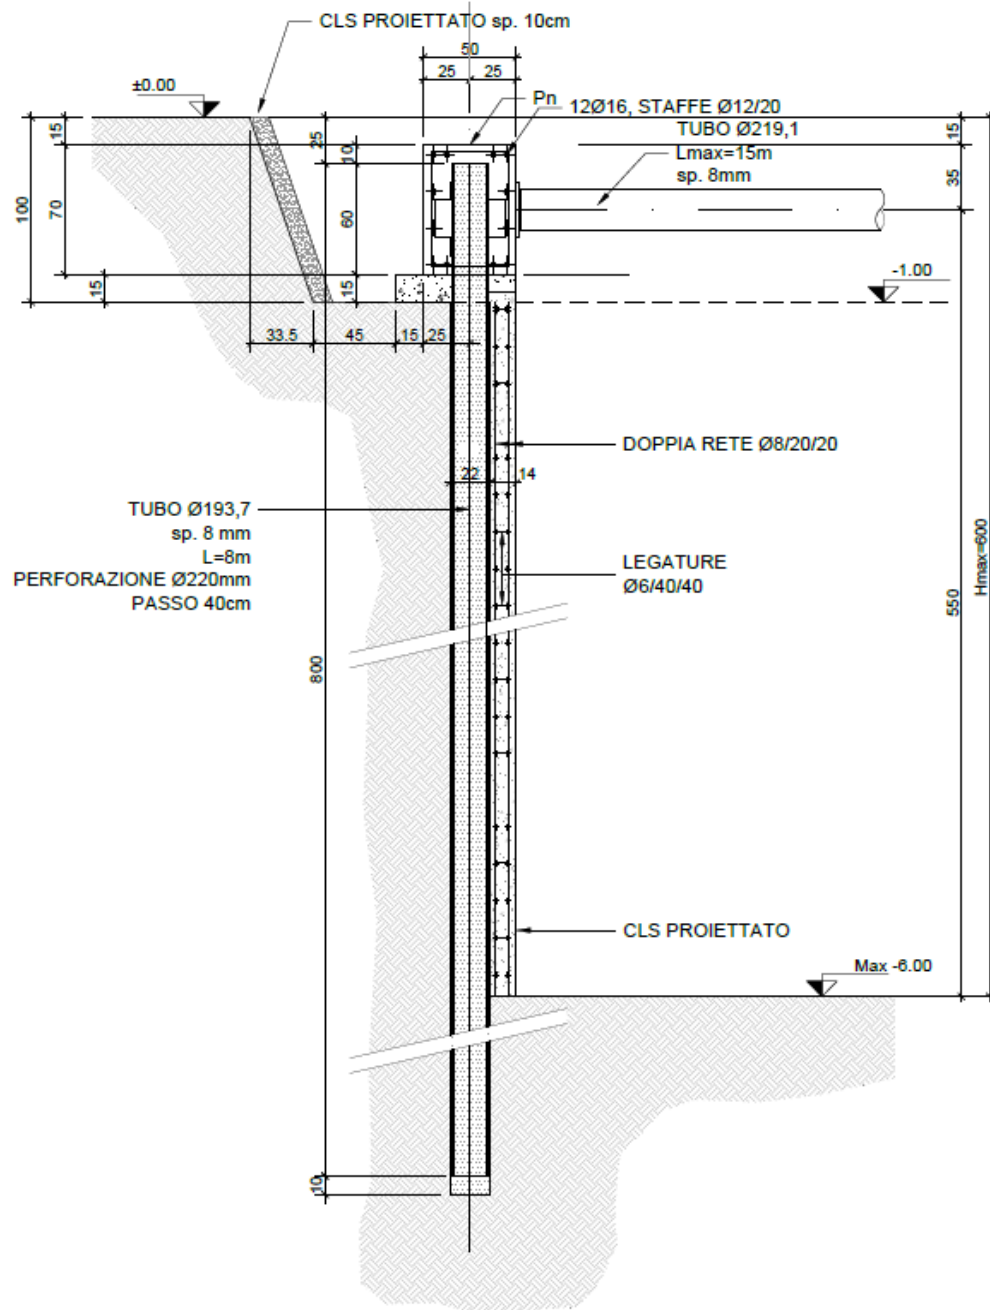 CLS PROIETTATO sp. 10cm
50
25 25
±0.00
Pn
12Ø16, STAFFE Ø12/20
TUBO Ø219,1
Lmax=15m
sp. 8mm
15
25
10
15
35
100
70
60
-1.00
15
15
33.5 45 15 25
DOPPIA RETE Ø8/20/20
22 14
TUBO Ø193,7
sp. 8 mm
L=8m
PERFORAZIONE Ø220mm
PASSO 40cm
LEGATURE
Ø6/40/40
Hmax=600
550
800
CLS PROIETTATO
Max -6.00
10